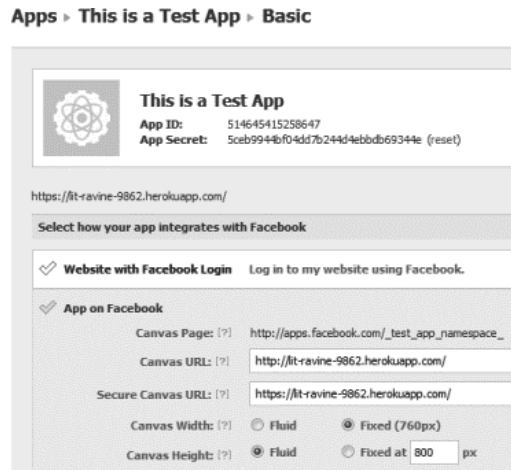 Apps ▸ This is a Test App ▸ Basic
This is a Test App
App ID: 514645415258647
App Secret: 5ceb9944bf04dd7b244d4ebbdb69344e (reset)
https://lit-ravine-9862.herokuapp.com/
Select how your app integrates with Facebook
Website with Facebook Login Log in to my website using Facebook.
App on Facebook
Canvas Page: [?] http://apps.facebook.com/_test_app_namespace_
Canvas URL: [?] http://lit-ravine-9862.herokuapp.com/
Secure Canvas URL: [?] https://lit-ravine-9862.herokuapp.com/
Canvas Width: [?] Fluid Fixed (760px)
Canvas Height: [?] Fluid Fixed at 800 px